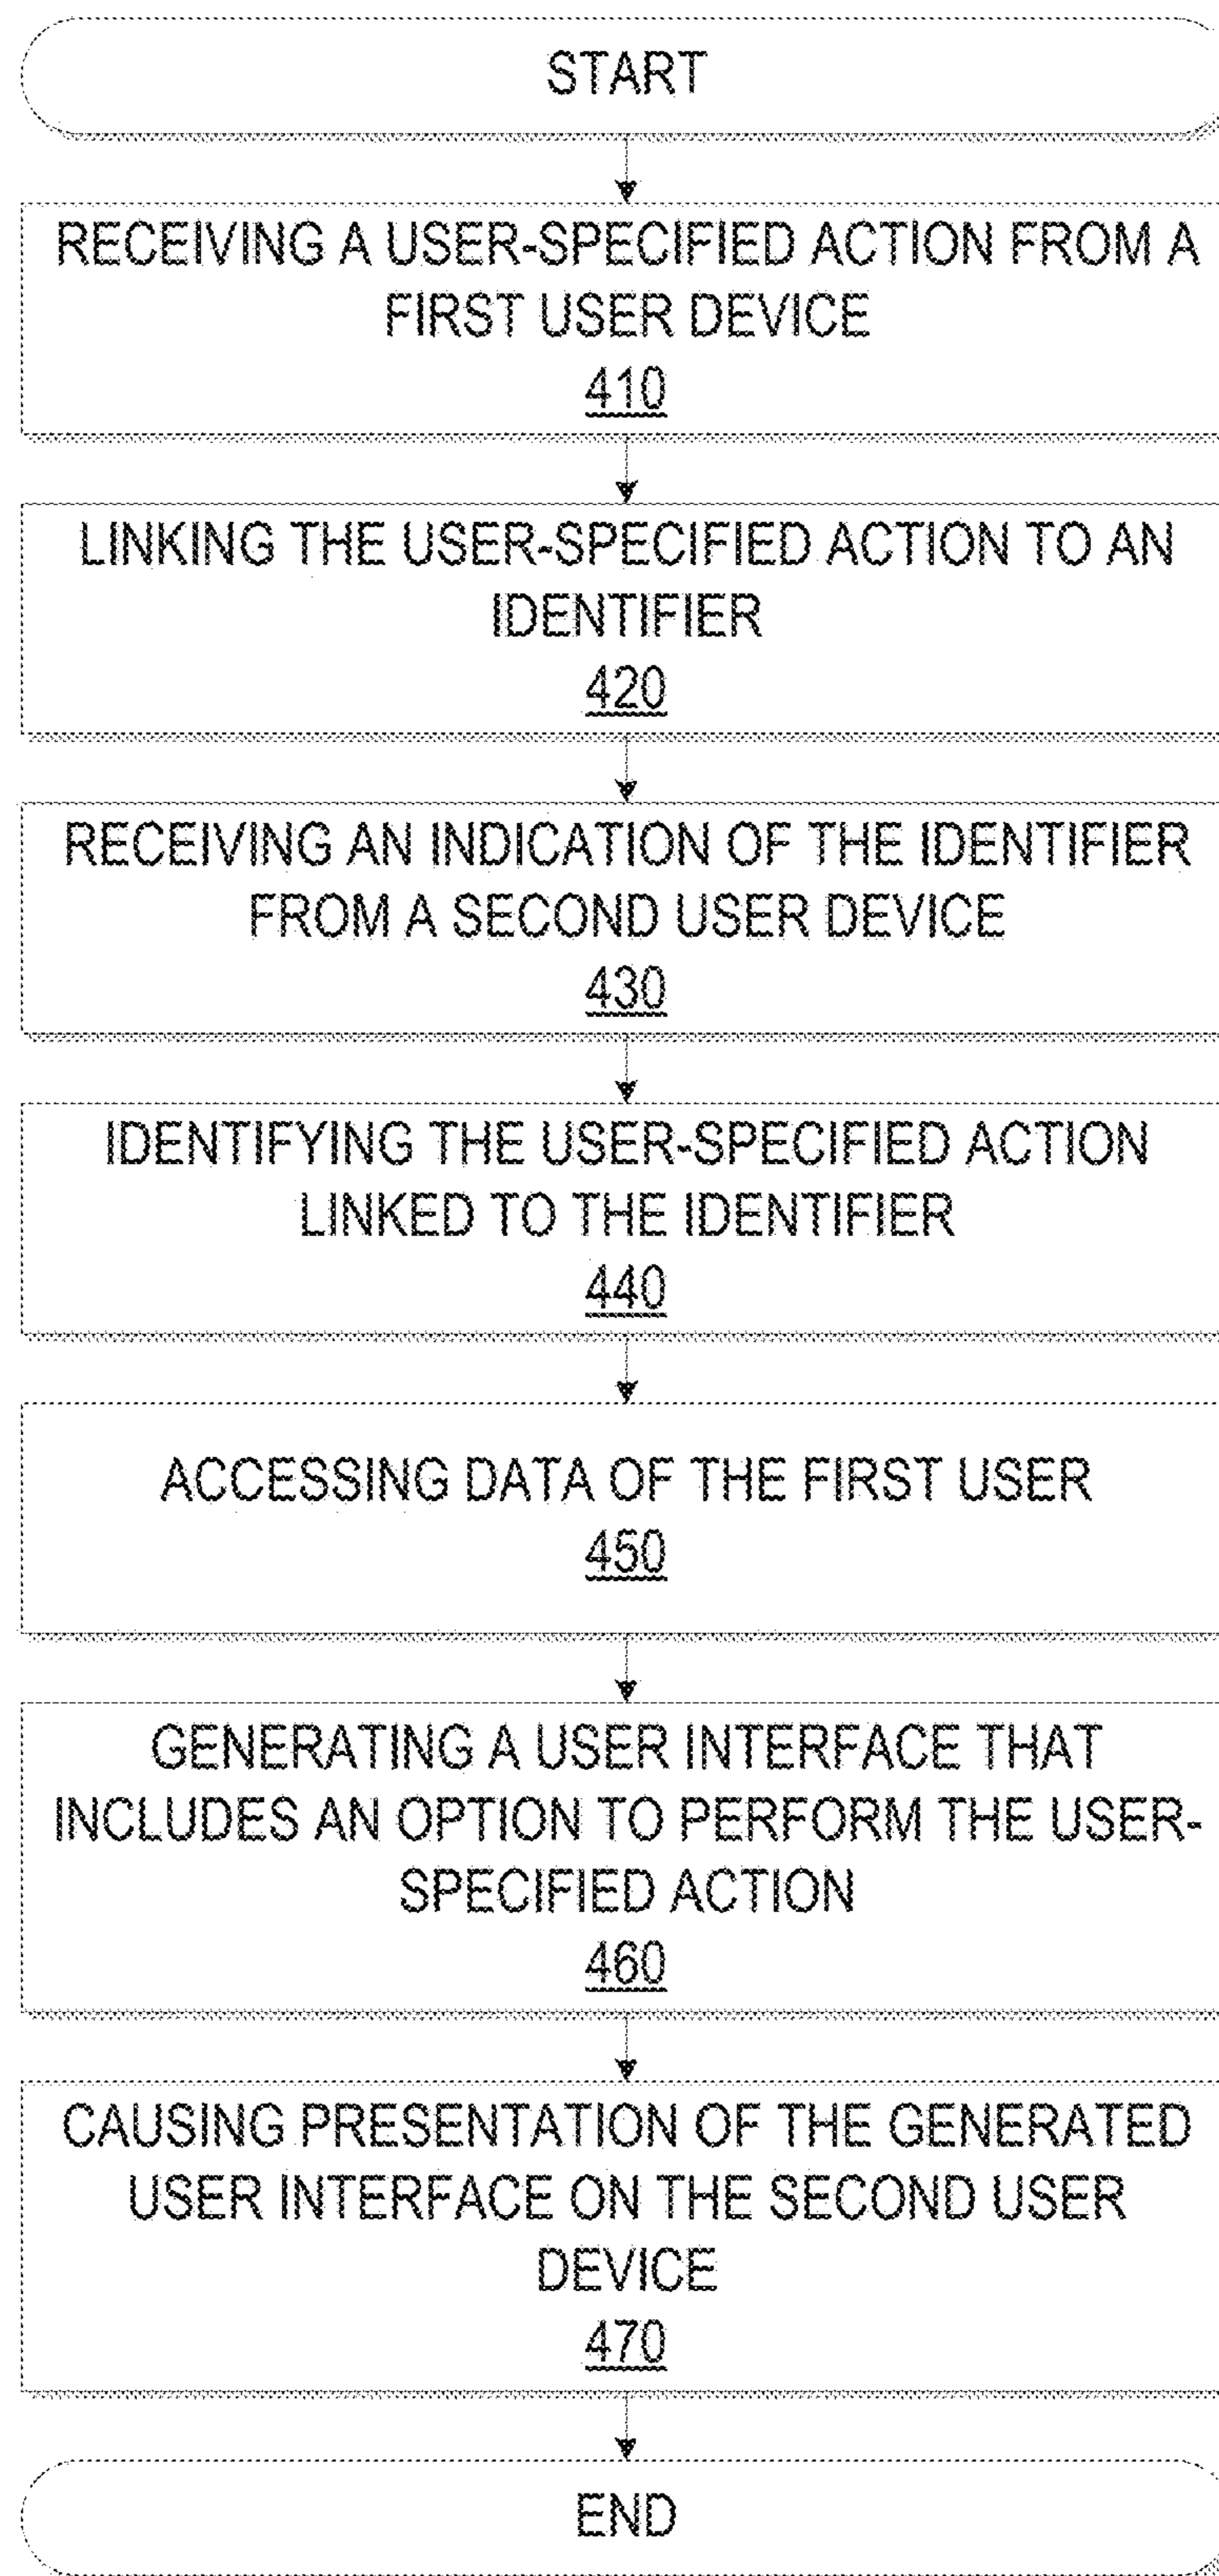 START
RECEIVING A USER-SPECIFIED ACTION FROM A
FIRST USER DEVICE
410
LINKING THE USER-SPECIFIED ACTION TO AN
IDENTIFIER
420
RECEIVING AN INDICATION OF THE IDENTIFIER
FROM A SECOND USER DEVICE
430
IDENTIFYING THE USER-SPECIFIED ACTION
LINKED TO THE IDENTIFIER
440
ACCESSING DATA OF THE FIRST USER
450
GENERATING A USER INTERFACE THAT
INCLUDES AN OPTION TO PERFORM THE USER-
SPECIFIED ACTION
460
CAUSING PRESENTATION OF THE GENERATED
USER INTERFACE ON THE SECOND USER
DEVICE
470
END